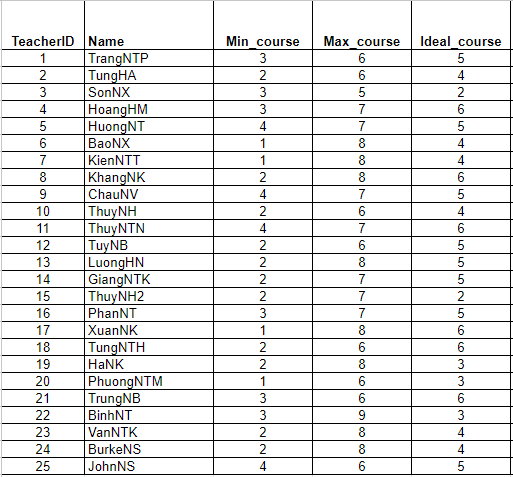 TeacherID Name Min_course Max_course Ideal_course
1 TrangNTP 3 6 5
2 TungHA 2 6 4
3 SonNX 3 5 2
4 HoangHM 3 7 6
5 HuongNT 4 7 5
6 BaoNX 1 8 4
7 KienNTT 1 8 4
8 KhangNK 2 8 6
9 ChauNV 4 7 5
10 ThuyNH 2 6 4
11 ThuyNTN 4 7 6
12 TuyNB 2 6 5
13 LuongHN 2 8 5
14 GiangNTK 2 7 5
15 ThuyNH2 2 7 2
16 PhanNT 3 7 5
17 XuanNK 1 8 6
18 TungNTH 2 6 6
19 HaNK 2 8 3
20 PhuongNTM 1 6 3
21 TrungNB 3 6 6
22 BinhNT 3 9 3
23 VanNTK 2 8 4
24 BurkeNS 2 8 4
25 JohnNS 4 6 5